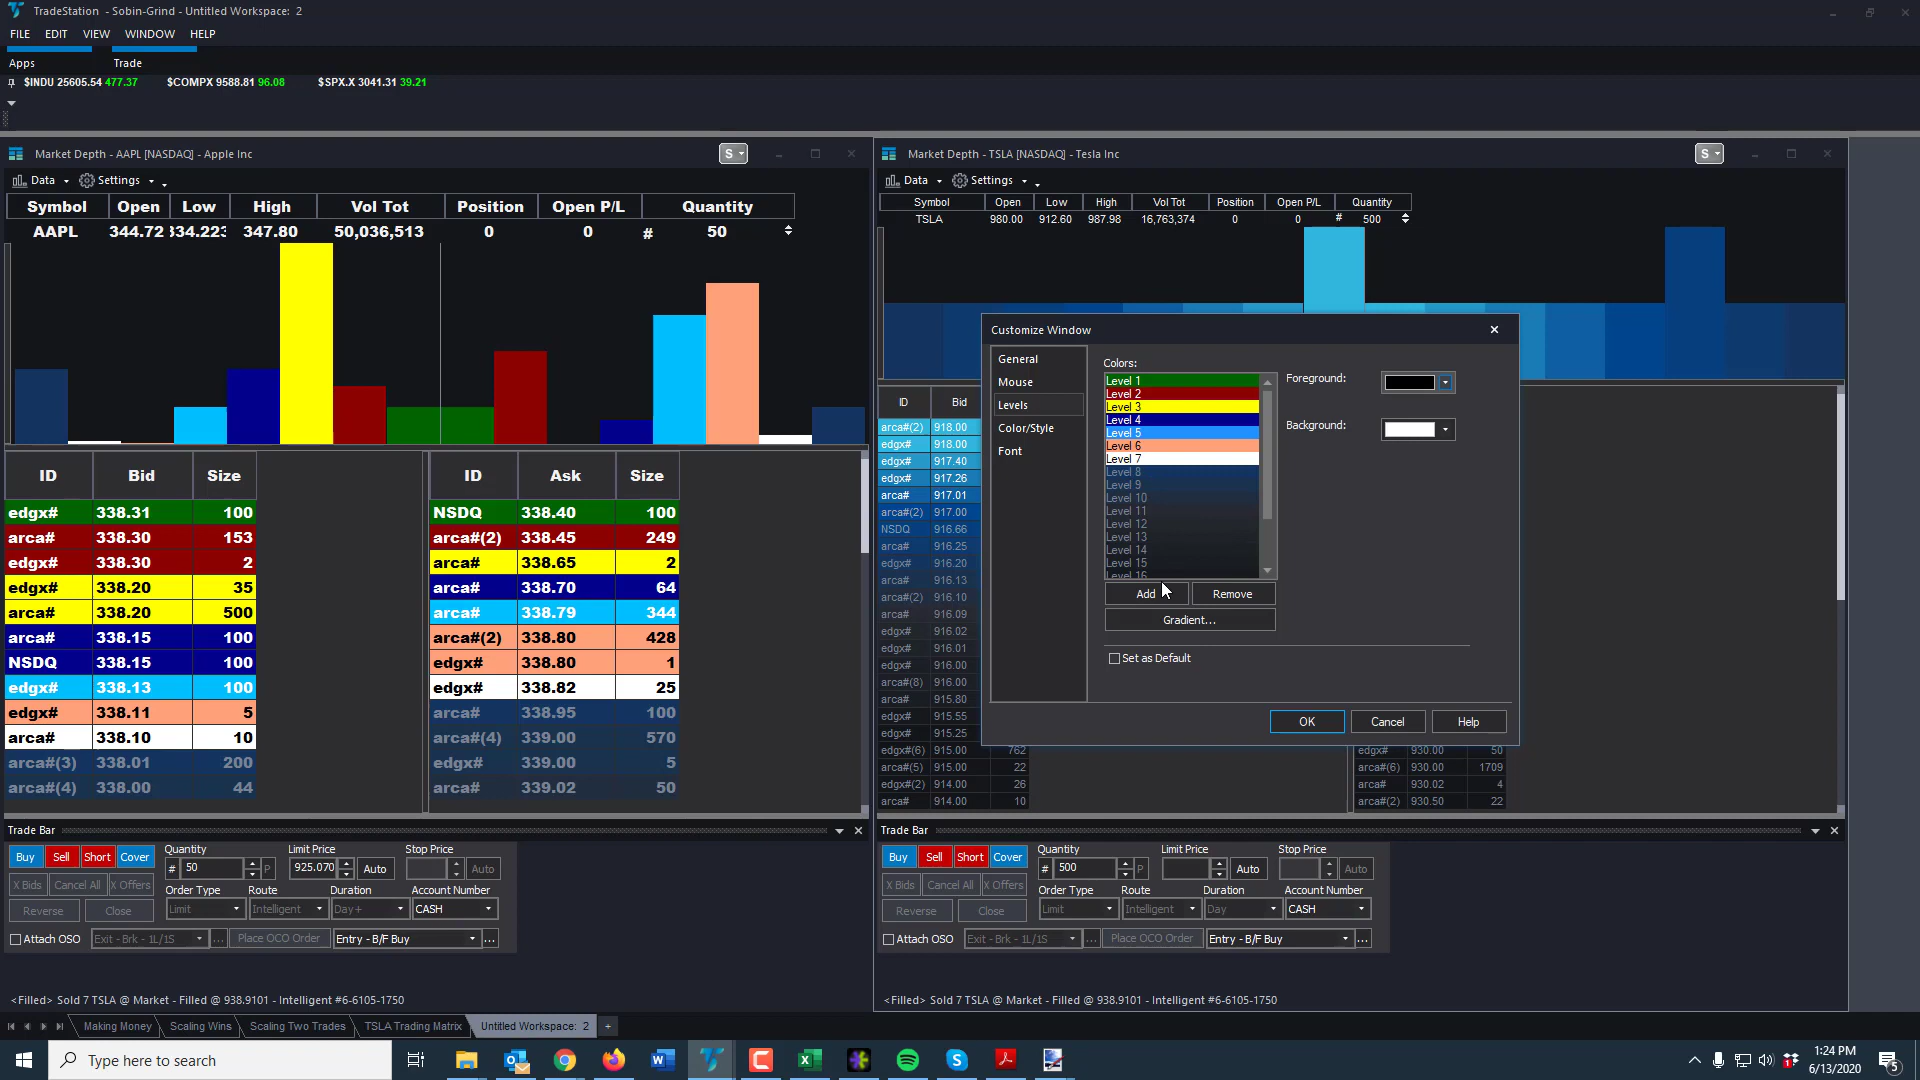 TradeStation - Sobin-Grind - Untitled Workspace: 2
FILE EDIT VIEW WINDOW HELP
Apps Trade
$INDU 25605.54 477.37 $COMPX 9588.81 96.08 $SPX.X 3041.31 39.21
Market Depth - AAPL [NASDAQ] - Apple Inc S
Data Settings
Symbol Open Low High Vol Tot Position Open P/L Quantity
AAPL 344.72 334.223 347.80 50,036,513 0 0 # 50
ID Bid Size ID Ask Size
edgx# 338.31 100 NSDQ 338.40 100
arca# 338.30 153 arca#(2) 338.45 249
edgx# 338.30 2 arca# 338.65 2
edgx# 338.20 35 arca# 338.70 64
arca# 338.20 500 arca# 338.79 344
arca# 338.15 100 arca#(2) 338.80 428
NSDQ 338.15 100 edgx# 338.80 1
edgx# 338.13 100 edgx# 338.82 25
edgx# 338.11 5 arca# 338.95 100
arca# 338.10 10 arca#(4) 339.00 570
arca#(3) 338.01 200 edgx# 339.00 5
arca#(4) 338.00 44 arca# 339.02 50
Trade Bar
Buy Sell Short Cover Quantity # 50 P Limit Price 925.070 Auto Stop Price Auto
X Bids Cancel All X Offers Order Type Route Duration Account Number
Reverse Close Limit Intelligent Day+ CASH
Attach OSO Exit - Brk - 1L/1S ... Place OCO Order Entry - B/F Buy ...
<Filled> Sold 7 TSLA @ Market - Filled @ 938.9101 - Intelligent #6-6105-1750
Market Depth - TSLA [NASDAQ] - Tesla Inc S
Data Settings
Symbol Open Low High Vol Tot Position Open P/L Quantity
TSLA 980.00 912.60 987.98 16,763,374 0 0 # 500
ID Bid
arca#(2) 918.00
edgx# 918.00
edgx# 917.40
edgx# 917.26
arca# 917.01
arca#(2) 917.00
NSDQ 916.66
arca# 916.25
edgx# 916.20
arca# 916.13
arca#(2) 916.10
arca# 916.09
edgx# 916.02
edgx# 916.01
edgx# 916.00
arca#(8) 916.00
arca# 915.80
edgx# 915.55
edgx# 915.25
edgx#(6) 915.00 762 edgx# 930.00 50
arca#(5) 915.00 22 arca#(6) 930.00 1709
edgx#(2) 914.00 26 arca# 930.02 4
arca# 914.00 10 arca#(2) 930.50 22
Customize Window
General
Mouse
Levels
Color/Style
Font
Colors:
Level 1
Level 2
Level 3
Level 4
Level 5
Level 6
Level 7
Level 8
Level 9
Level 10
Level 11
Level 12
Level 13
Level 14
Level 15
Level 16
Foreground:
Background:
Add Remove
Gradient...
Set as Default
OK Cancel Help
Trade Bar
Buy Sell Short Cover Quantity # 500 P Limit Price Auto Stop Price Auto
X Bids Cancel All X Offers Order Type Route Duration Account Number
Reverse Close Limit Intelligent Day CASH
Attach OSO Exit - Brk - 1L/1S ... Place OCO Order Entry - B/F Buy ...
<Filled> Sold 7 TSLA @ Market - Filled @ 938.9101 - Intelligent #6-6105-1750
Making Money Scaling Wins Scaling Two Trades TSLA Trading Matrix Untitled Workspace: 2 +
Type here to search
1:24 PM
6/13/2020
5